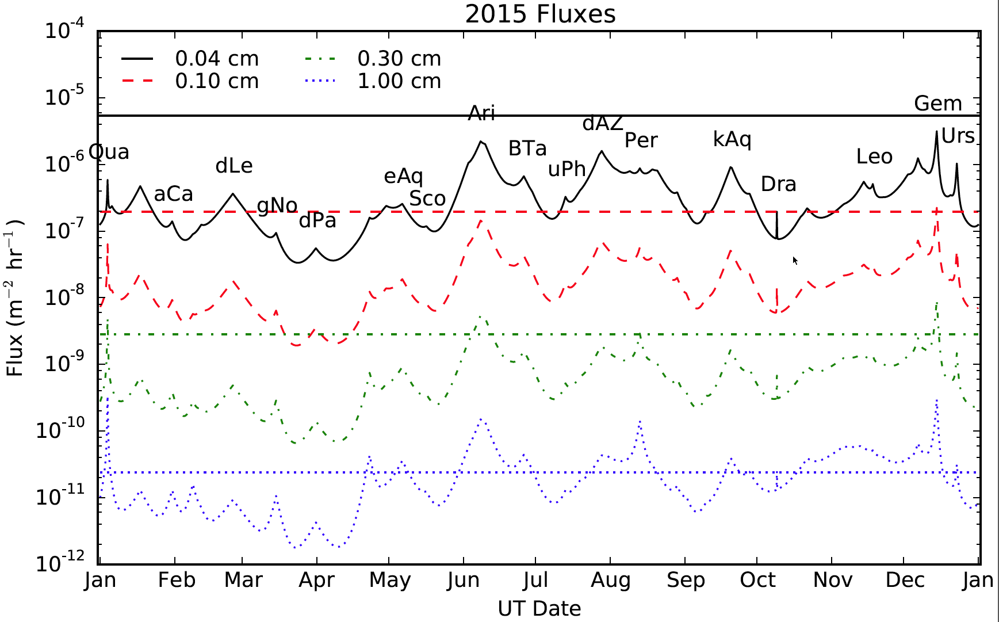 2015 Fluxes
10-4
0.04 cm
0.30 cm
0.10 cm
1.00 cm
10-5
Gem
Ari
dAZ
Urs
Per
kAq
BTa
Qua
10-6
Leo
dLe
uPh
eAq
Dra
aCa
Sco
gNo
dPa
10-7
10-8
10-9
10-10
10-11
10-12
Flux (m−2 hr−1)
Jan Feb Mar Apr May Jun Jul Aug Sep Oct Nov Dec Jan
UT Date